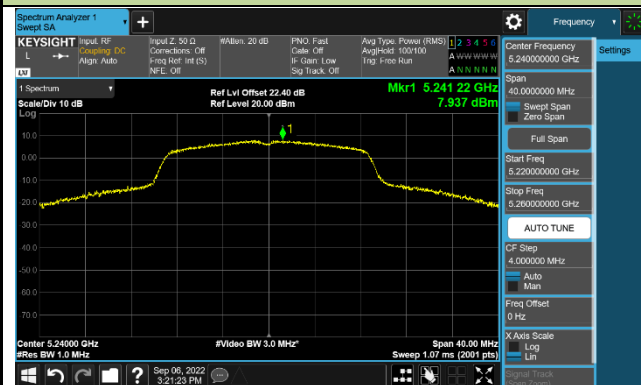 Spectrum Analyzer 1
Swept SA
+
Frequency
KEYSIGHT
L
Input: RF
Coupling: DC
Align: Auto
Input Z: 50 Ω
Corrections: Off
Freq Ref: Int (S)
NFE: Off
#Atten: 20 dB
PNO: Fast
Gate: Off
IF Gain: Low
Sig Track: Off
Avg Type: Power (RMS)
Avg|Hold: 100/100
Trig: Free Run
1 2 3 4 5 6
A W W W W W
A N N N N N
1 Spectrum
Scale/Div 10 dB
Log
Ref Lvl Offset 22.40 dB
Ref Level 20.00 dBm
Mkr1 5.241 22 GHz
7.937 dBm
1
10.0
0.00
-10.0
-20.0
-30.0
-40.0
-50.0
-60.0
-70.0
Center 5.24000 GHz
#Res BW 1.0 MHz
#Video BW 3.0 MHz*
Span 40.00 MHz
Sweep 1.07 ms (2001 pts)
Center Frequency
5.240000000 GHz
Settings
Span
40.0000000 MHz
Swept Span
Zero Span
Full Span
Start Freq
5.220000000 GHz
Stop Freq
5.260000000 GHz
AUTO TUNE
CF Step
4.000000 MHz
Auto
Man
Freq Offset
0 Hz
X Axis Scale
Log
Lin
Signal Track
(Span Zoom)
?
Sep 06, 2022
3:21:23 PM